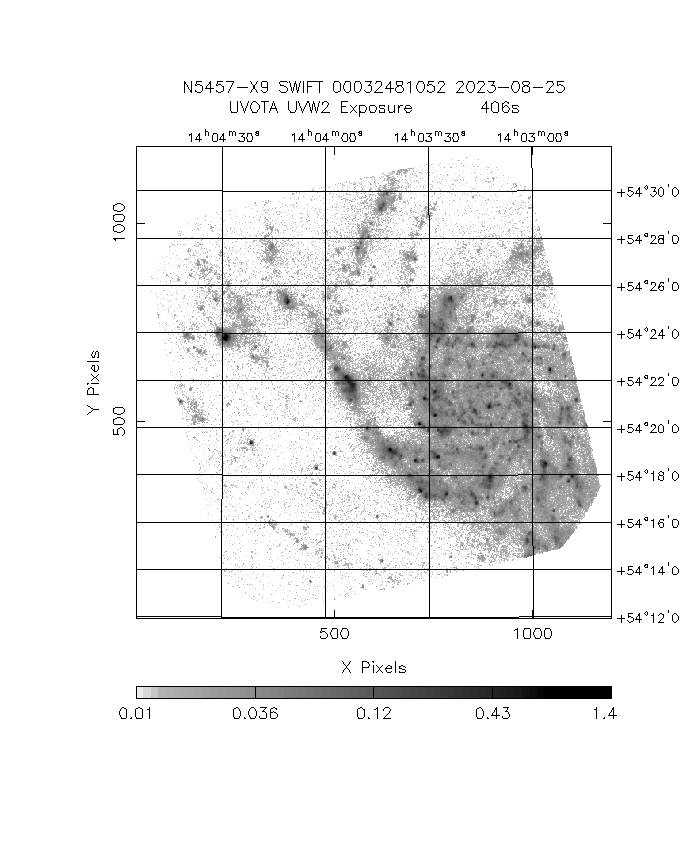 N5457-X9 SWIFT 00032481052 2023-08-25
UVOTA UVW2 Exposure 406s
14h04m30s 14h04m00s 14h03m30s 14h03m00s
+54°30'0
+54°28'0
+54°26'0
+54°24'0
+54°22'0
+54°20'0
+54°18'0
+54°16'0
+54°14'0
+54°12'0
1000
500
Y Pixels
500 1000
X Pixels
0.01 0.036 0.12 0.43 1.4